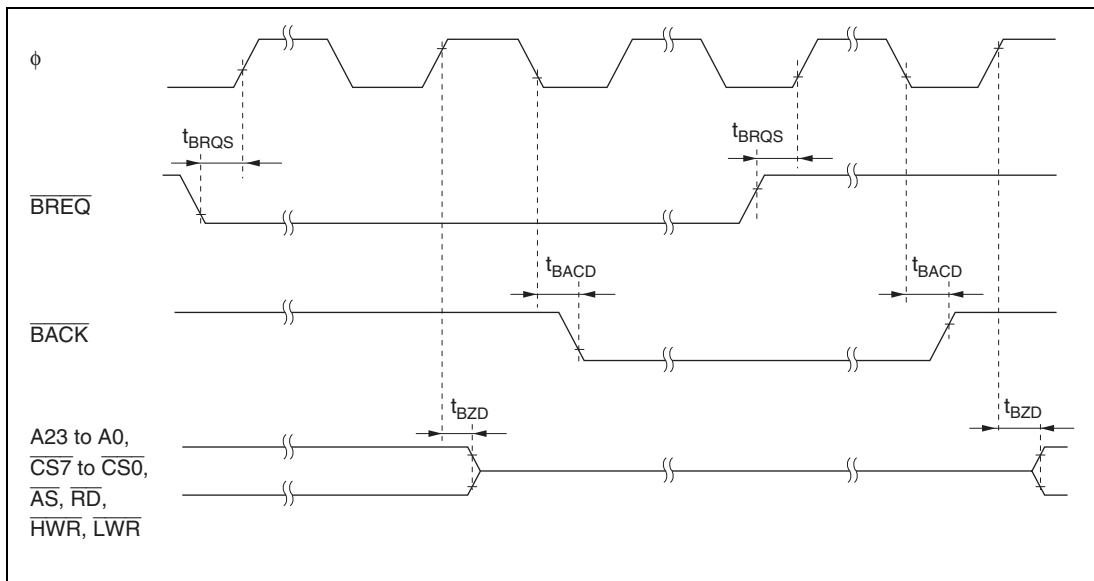 ϕ
tBRQS
tBRQS
BREQ
tBACD
tBACD
BACK
tBZD
tBZD
A23 to A0,
CS7 to CS0,
AS, RD,
HWR, LWR